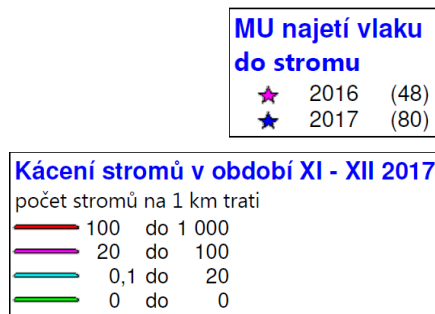 MU najetí vlaku
do stromu
2016 (48)
2017 (80)
Kácení stromů v období XI - XII 2017
počet stromů na 1 km trati
100 do 1 000
20 do 100
0,1 do 20
0 do 0